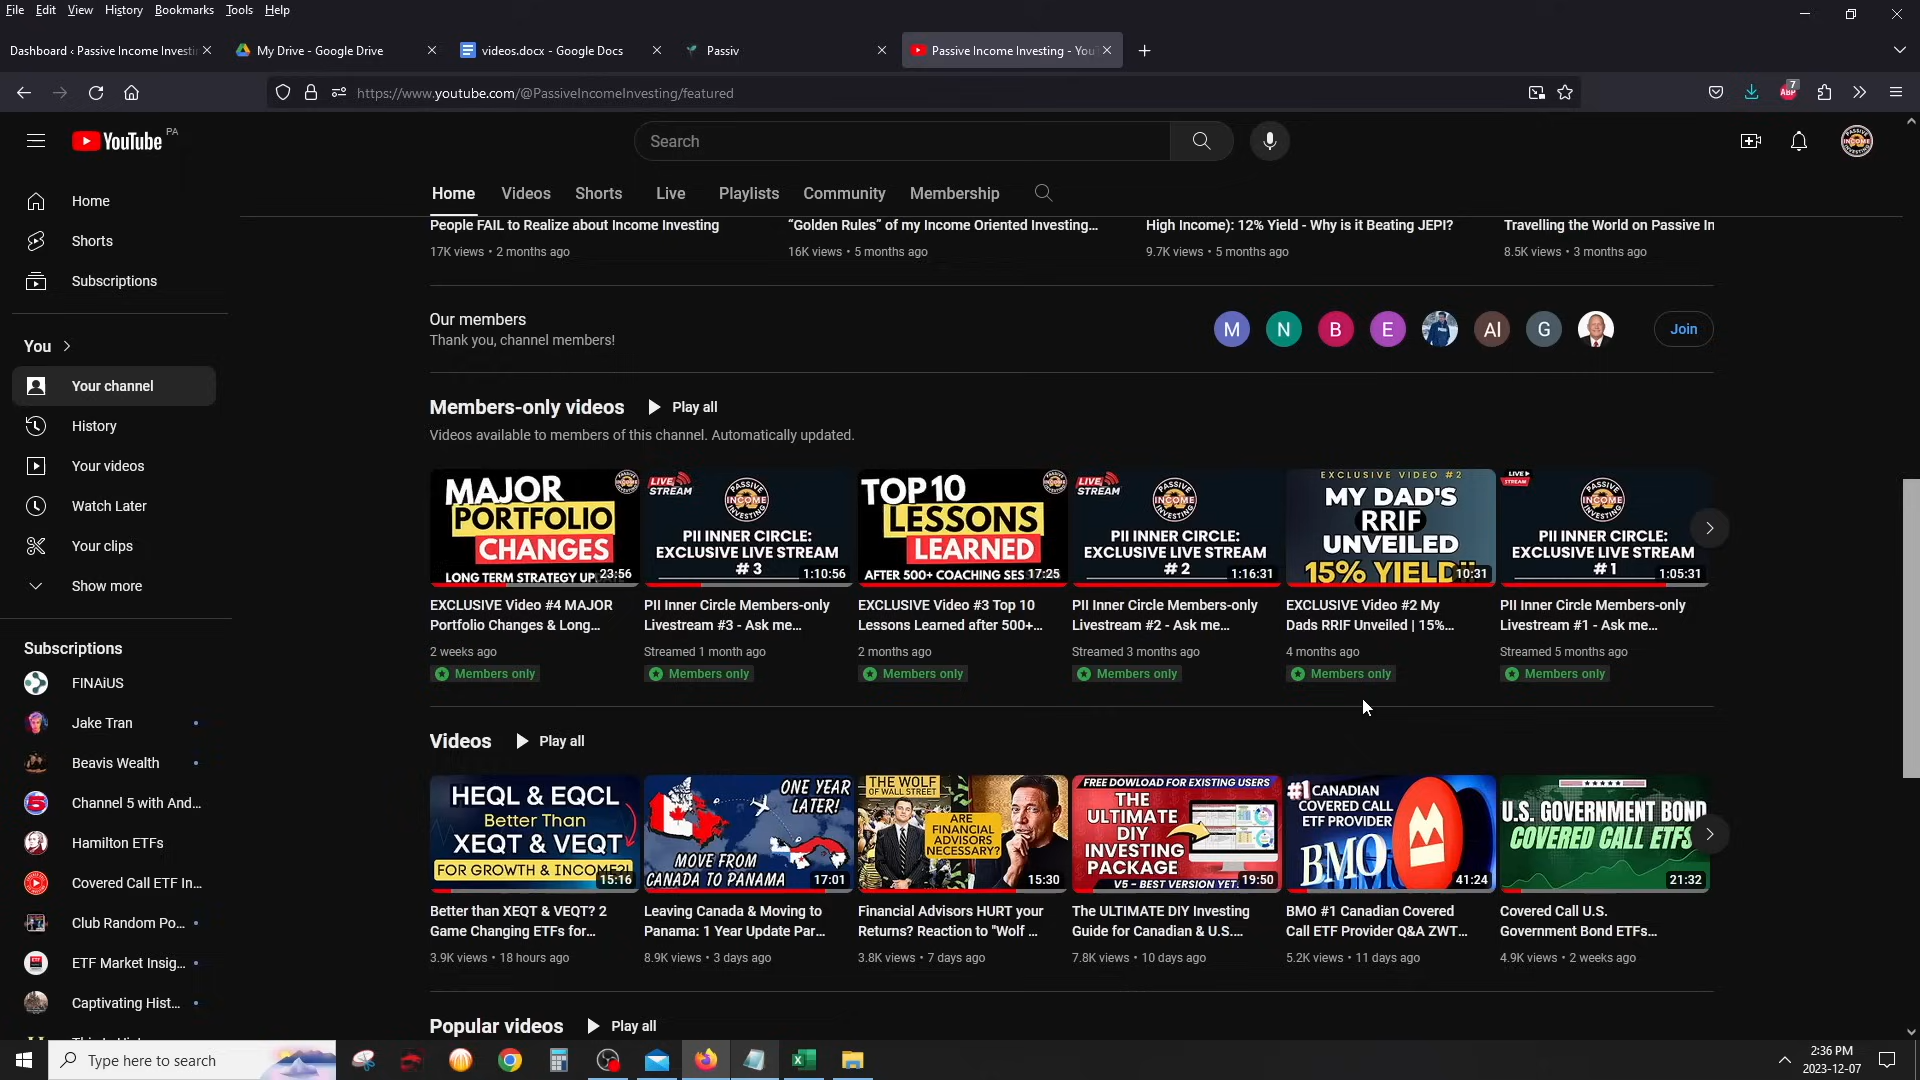 File Edit View History Bookmarks Tools Help
Dashboard ‹ Passive Income Investi
My Drive - Google Drive
videos.docx - Google Docs
Passiv
Passive Income Investing - You
https://www.youtube.com/@PassiveIncomeInvesting/featured
7
ABP
YouTube PA
Search
Home Videos Shorts Live Playlists Community Membership
Home
Shorts
Subscriptions
You
Your channel
History
Your videos
Watch Later
Your clips
Show more
Subscriptions
FINAiUS
Jake Tran
Beavis Wealth
Channel 5 with And...
Hamilton ETFs
Covered Call ETF In...
Club Random Po...
ETF Market Insig...
Captivating Hist...
People FAIL to Realize about Income Investing
17K views • 2 months ago
“Golden Rules” of my Income Oriented Investing...
16K views • 5 months ago
High Income): 12% Yield - Why is it Beating JEPI?
9.7K views • 5 months ago
Travelling the World on Passive In
8.5K views • 3 months ago
Our members
Thank you, channel members!
M N B E Al G
Join
Members-only videos Play all
Videos available to members of this channel. Automatically updated.
MAJOR
PORTFOLIO
CHANGES
LONG TERM STRATEGY
23:56
EXCLUSIVE Video #4 MAJOR
Portfolio Changes & Long...
2 weeks ago
Members only
LIVE
STREAM
PASSIVE
INCOME
INVESTING
PII INNER CIRCLE:
EXCLUSIVE LIVE STREAM
# 3
1:10:56
PII Inner Circle Members-only
Livestream #3 - Ask me...
Streamed 1 month ago
Members only
TOP 10
LESSONS
LEARNED
AFTER 500+ COACHING
17:25
EXCLUSIVE Video #3 Top 10
Lessons Learned after 500+...
2 months ago
Members only
LIVE
STREAM
PASSIVE
INCOME
INVESTING
PII INNER CIRCLE:
EXCLUSIVE LIVE STREAM
# 2
1:16:31
PII Inner Circle Members-only
Livestream #2 - Ask me...
Streamed 3 months ago
Members only
EXCLUSIVE VIDEO #2
MY DAD'S
RRIF
UNVEILED
15% YIELD
10:31
EXCLUSIVE Video #2 My
Dads RRIF Unveiled | 15%...
4 months ago
Members only
LIVE
STREAM
PASSIVE
INCOME
INVESTING
PII INNER CIRCLE:
EXCLUSIVE LIVE STREAM
# 1
1:05:31
PII Inner Circle Members-only
Livestream #1 - Ask me...
Streamed 5 months ago
Members only
Videos Play all
HEQL & EQCL
Better Than
XEQT & VEQT
FOR GROWTH & INCOME?!
15:16
Better than XEQT & VEQT? 2
Game Changing ETFs for...
3.9K views • 18 hours ago
ONE YEAR
LATER!
MOVE FROM
CANADA TO PANAMA
17:01
Leaving Canada & Moving to
Panama: 1 Year Update Par...
8.9K views • 3 days ago
THE WOLF
OF WALL STREET
ARE
FINANCIAL
ADVISORS
NECESSARY?
15:30
Financial Advisors HURT your
Returns? Reaction to "Wolf ...
3.8K views • 7 days ago
FREE DOWLOAD FOR EXISTING USERS
THE
ULTIMATE
DIY
INVESTING
PACKAGE
V5 - BEST VERSION YET!
19:50
The ULTIMATE DIY Investing
Guide for Canadian & U.S....
7.8K views • 10 days ago
#1 CANADIAN
COVERED CALL
ETF PROVIDER
BMO
41:24
BMO #1 Canadian Covered
Call ETF Provider Q&A ZWT...
5.2K views • 11 days ago
U.S. GOVERNMENT BOND
COVERED CALL ETFS
21:32
Covered Call U.S.
Government Bond ETFs...
4.9K views • 2 weeks ago
Popular videos Play all
Type here to search
2:36 PM
2023-12-07